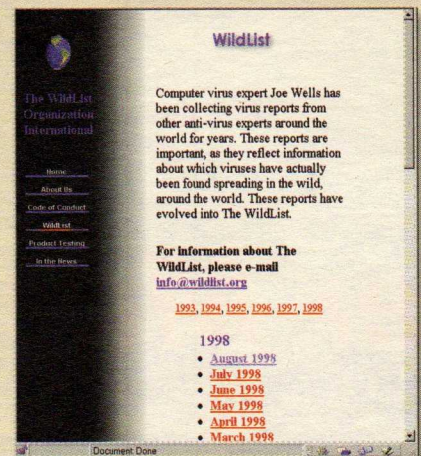 WildList
The WildList
Organization
International
Home
About Us
Code of Conduct
WildList
Product Testing
In the News
Computer virus expert Joe Wells has
been collecting virus reports from
other anti-virus experts around the
world for years. These reports are
important, as they reflect information
about which viruses have actually
been found spreading in the wild,
around the world. These reports have
evolved into The WildList.
For information about The
WildList, please e-mail
info@wildlist.org
1993, 1994, 1995, 1996, 1997, 1998
1998
• August 1998
• July 1998
• June 1998
• May 1998
• April 1998
• March 1998
Document Done